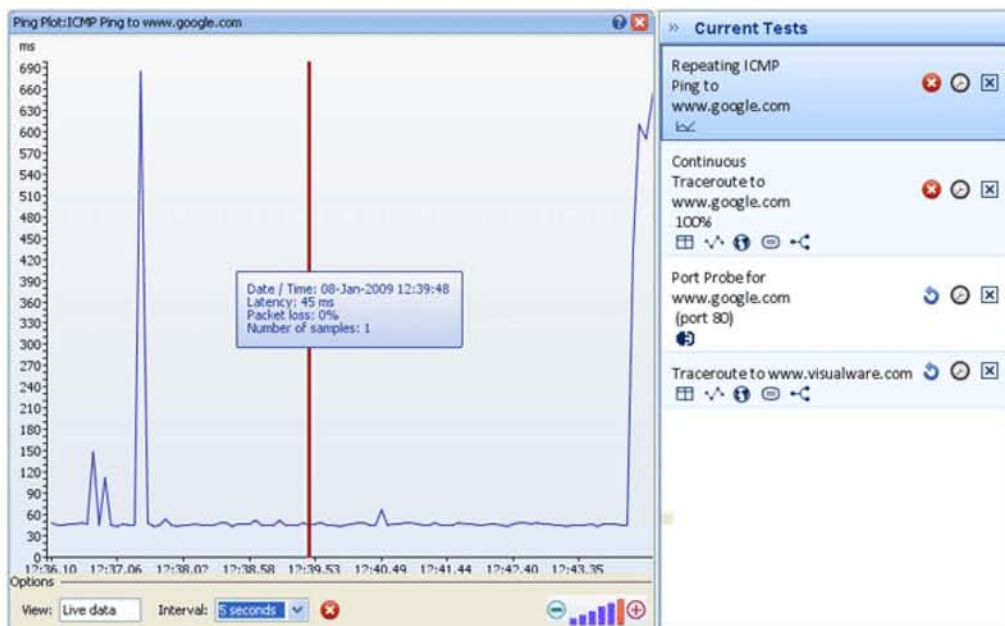 Ping Plot:ICMP Ping to www.google.com
ms
690
660
630
600
570
540
510
480
450
420
390
360
330
300
270
240
210
180
150
120
90
60
30
0
Date / Time: 08-Jan-2009 12:39:48
Latency: 45 ms
Packet loss: 0%
Number of samples: 1
12:36.10 12:37.06 12:38.02 12:38.58 12:39.53 12:40.49 12:41.44 12:42.40 12:43.35
Options
View: Live data Interval: 5 seconds
» Current Tests
Repeating ICMP
Ping to
www.google.com
Continuous
Traceroute to
www.google.com
100%
Port Probe for
www.google.com
(port 80)
Traceroute to www.visualware.com